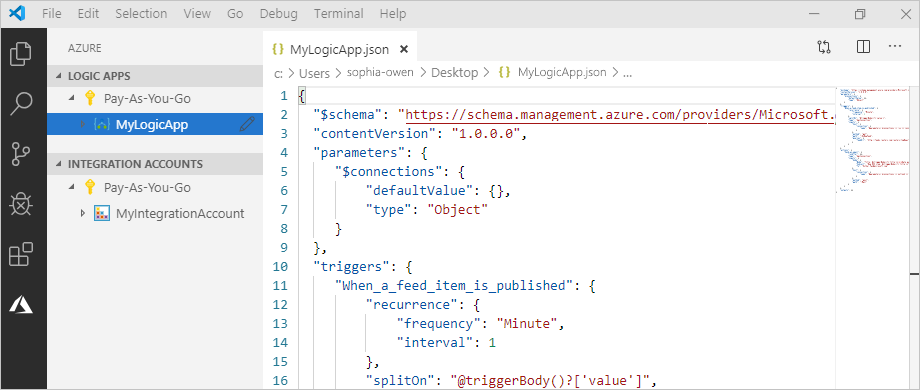 File Edit Selection View Go Debug Terminal Help
AZURE
LOGIC APPS
Pay-As-You-Go
MyLogicApp
INTEGRATION ACCOUNTS
Pay-As-You-Go
MyIntegrationAccount
{} MyLogicApp.json ×
c: > Users > sophia-owen > Desktop > {} MyLogicApp.json > ...
1 {
2 "$schema": "https://schema.management.azure.com/providers/Microsoft.
3 "contentVersion": "1.0.0.0",
4 "parameters": {
5 "$connections": {
6 "defaultValue": {},
7 "type": "Object"
8 }
9 },
10 "triggers": {
11 "When_a_feed_item_is_published": {
12 "recurrence": {
13 "frequency": "Minute",
14 "interval": 1
15 },
16 "splitOn": "@triggerBody()?['value']",